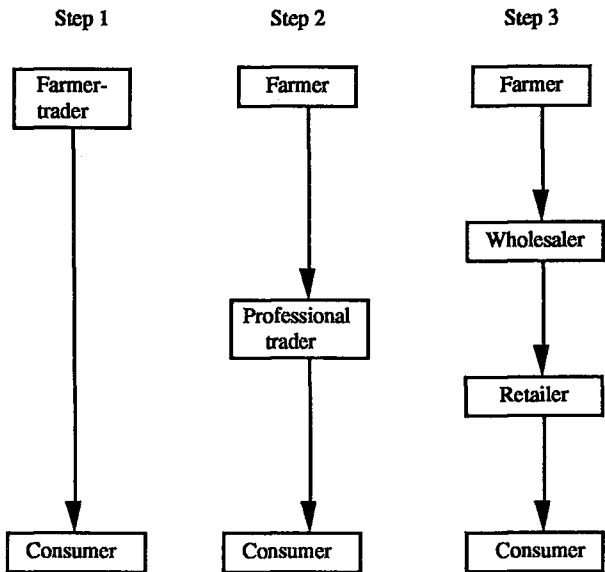 Step 1
Step 2
Step 3
Farmer-
trader
Farmer
Farmer
Wholesaler
Professional
trader
Retailer
Consumer
Consumer
Consumer